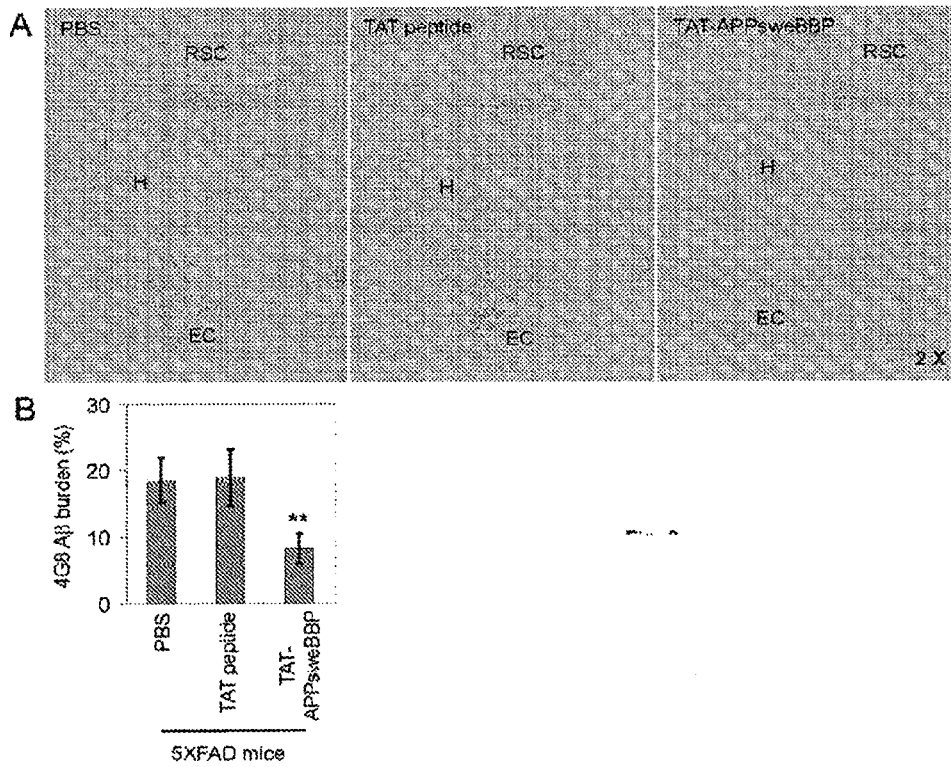 A
PBS
TAT peptide
TAT-APPsweBBP
RSC
RSC
RSC
H
H
H
EC
EC
EC
2 X
B
4G8 Aβ burden (%)
30
20
10
0
**
PBS
TAT peptide
TAT-
APPsweBBP
5XFAD mice